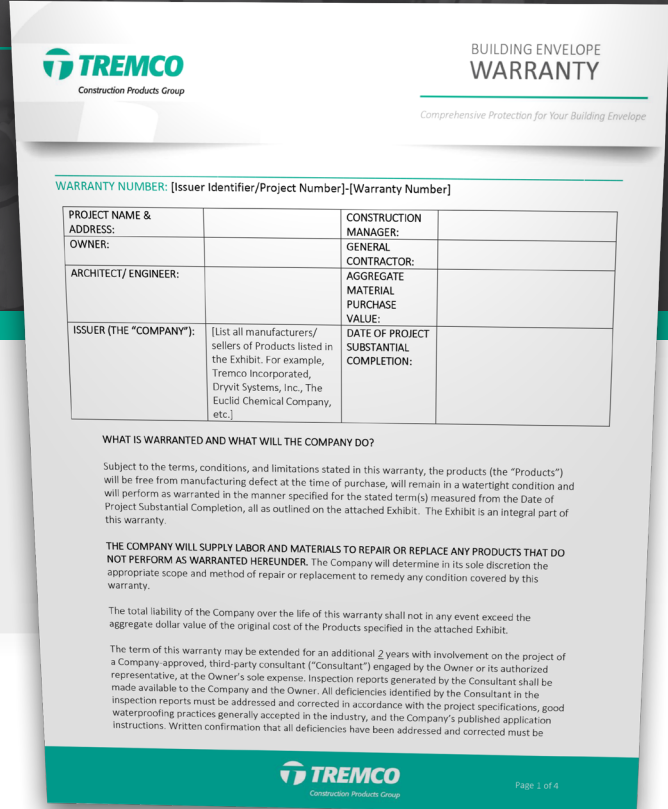 TREMCO
Construction Products Group
BUILDING ENVELOPE
WARRANTY
Comprehensive Protection for Your Building Envelope
WARRANTY NUMBER: [Issuer Identifier/Project Number]-[Warranty Number]
PROJECT NAME &
ADDRESS:
CONSTRUCTION
MANAGER:
OWNER:
GENERAL
CONTRACTOR:
ARCHITECT/ ENGINEER:
AGGREGATE
MATERIAL
PURCHASE
VALUE:
ISSUER (THE “COMPANY”):
[List all manufacturers/
sellers of Products listed in
the Exhibit. For example,
Tremco Incorporated,
Dryvit Systems, Inc., The
Euclid Chemical Company,
etc.]
DATE OF PROJECT
SUBSTANTIAL
COMPLETION:
WHAT IS WARRANTED AND WHAT WILL THE COMPANY DO?
Subject to the terms, conditions, and limitations stated in this warranty, the products (the “Products”)
will be free from manufacturing defect at the time of purchase, will remain in a watertight condition and
will perform as warranted in the manner specified for the stated term(s) measured from the Date of
Project Substantial Completion, all as outlined on the attached Exhibit. The Exhibit is an integral part of
this warranty.
THE COMPANY WILL SUPPLY LABOR AND MATERIALS TO REPAIR OR REPLACE ANY PRODUCTS THAT DO
NOT PERFORM AS WARRANTED HEREUNDER. The Company will determine in its sole discretion the
appropriate scope and method of repair or replacement to remedy any condition covered by this
warranty.
The total liability of the Company over the life of this warranty shall not in any event exceed the
aggregate dollar value of the original cost of the Products specified in the attached Exhibit.
The term of this warranty may be extended for an additional 2 years with involvement on the project of
a Company-approved, third-party consultant (“Consultant”) engaged by the Owner or its authorized
representative, at the Owner’s sole expense. Inspection reports generated by the Consultant shall be
made available to the Company and the Owner. All deficiencies identified by the Consultant in the
inspection reports must be addressed and corrected in accordance with the project specifications, good
waterproofing practices generally accepted in the industry, and the Company’s published application
instructions. Written confirmation that all deficiencies have been addressed and corrected must be
TREMCO
Construction Products Group
Page 1 of 4